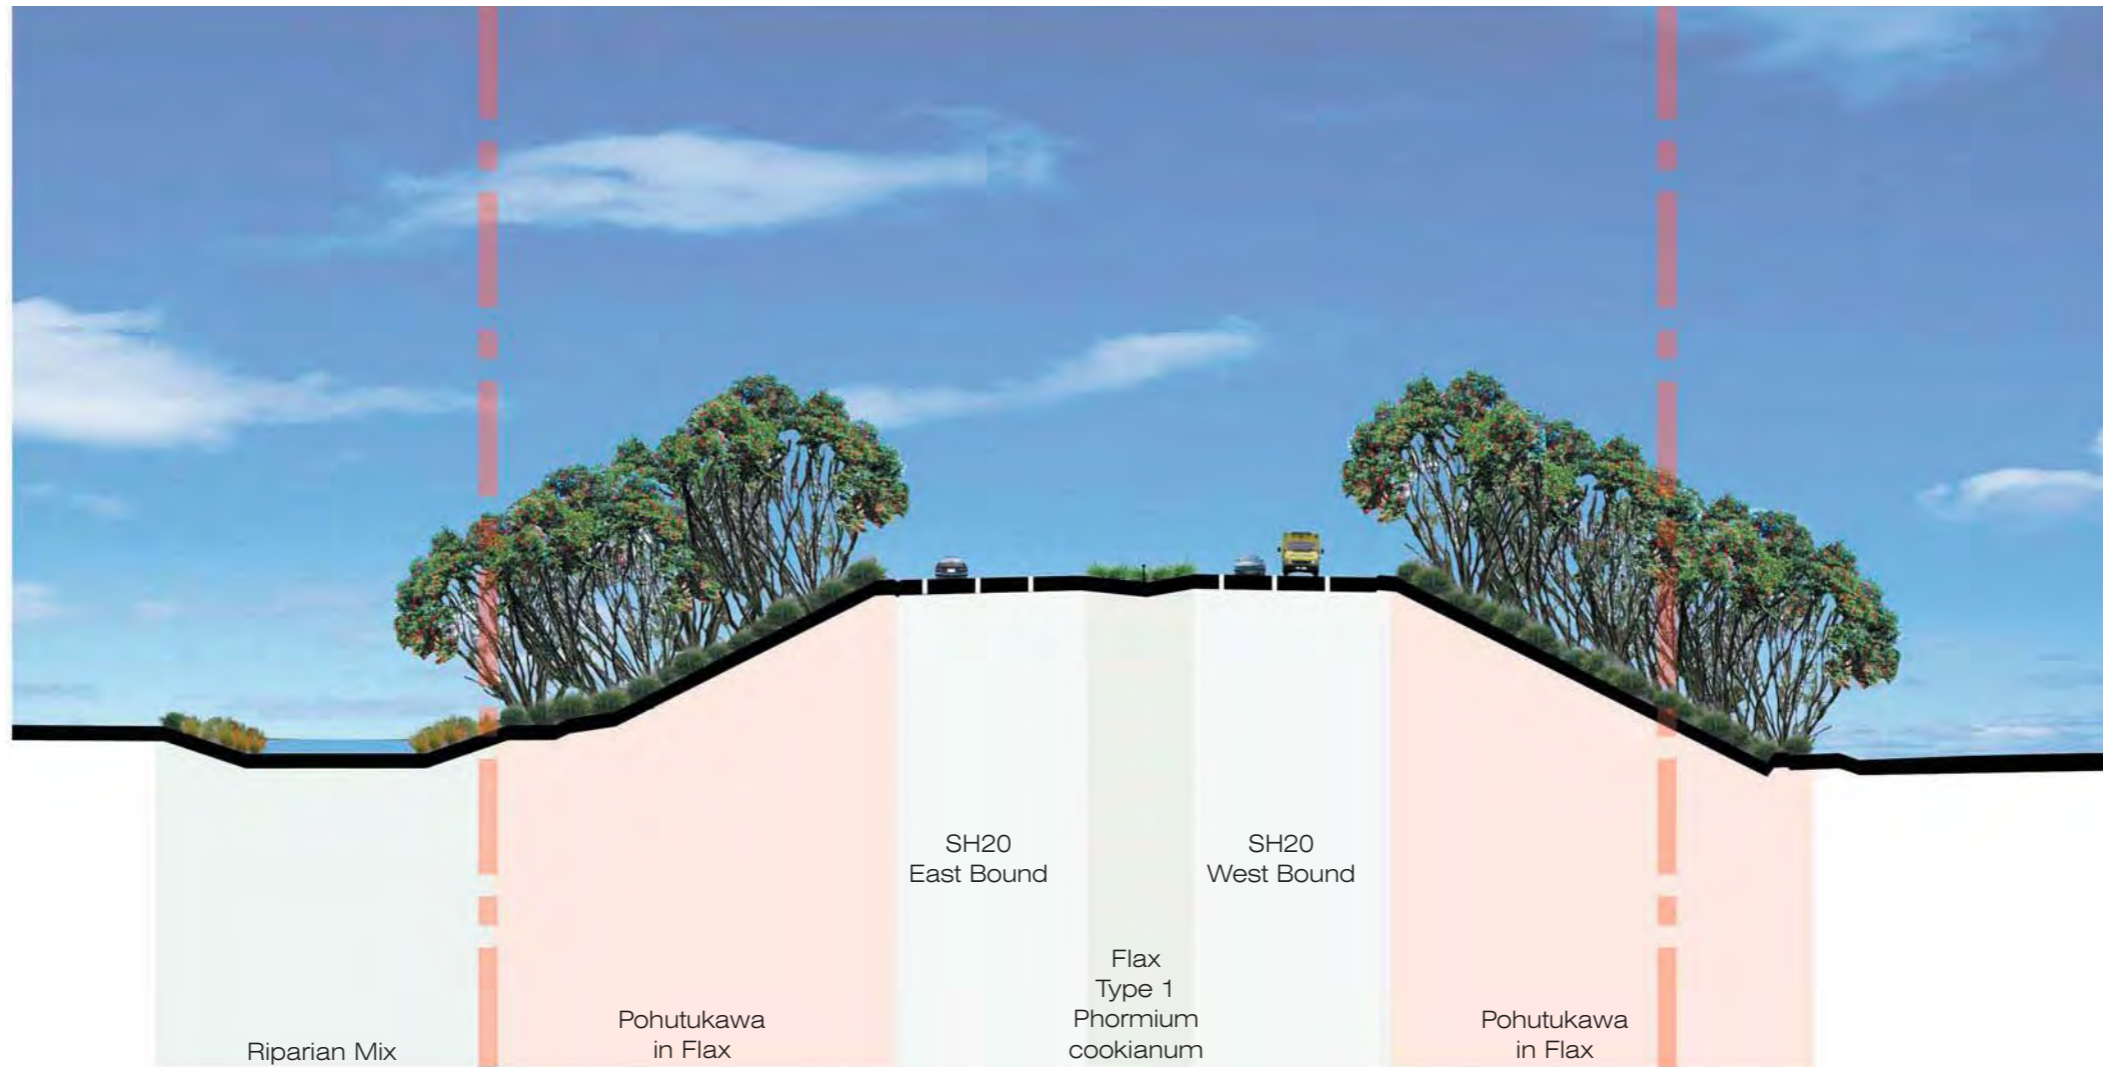 SH20
East Bound
SH20
West Bound
Flax
Type 1
Phormium
cookianum
Pohutukawa
in Flax
Pohutukawa
in Flax
Riparian Mix